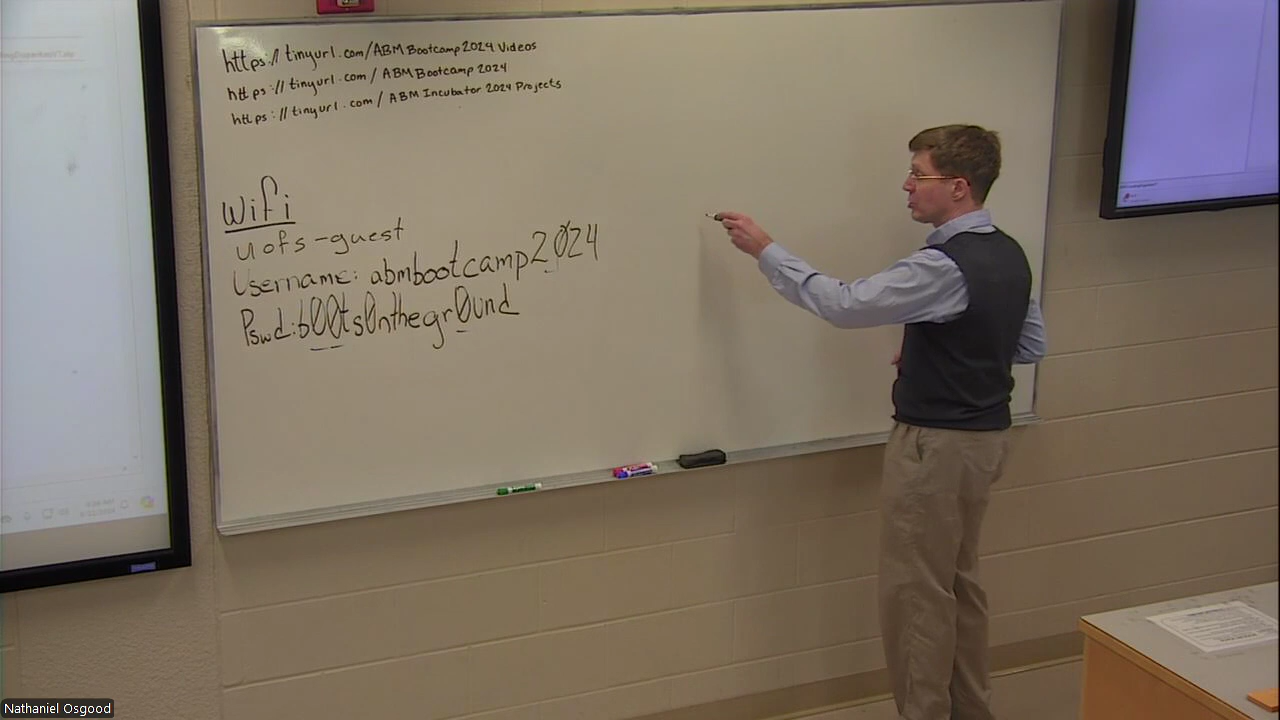 https://tinyurl.com/ABMBootcamp2024Videos
https://tinyurl.com/ABMBootcamp2024
https://tinyurl.com/ABMIncubator2024Projects
Wifi
uofs-guest
Username: abmbootcamp2024
Pswd: b00ts0nthegr0und
Nathaniel Osgood